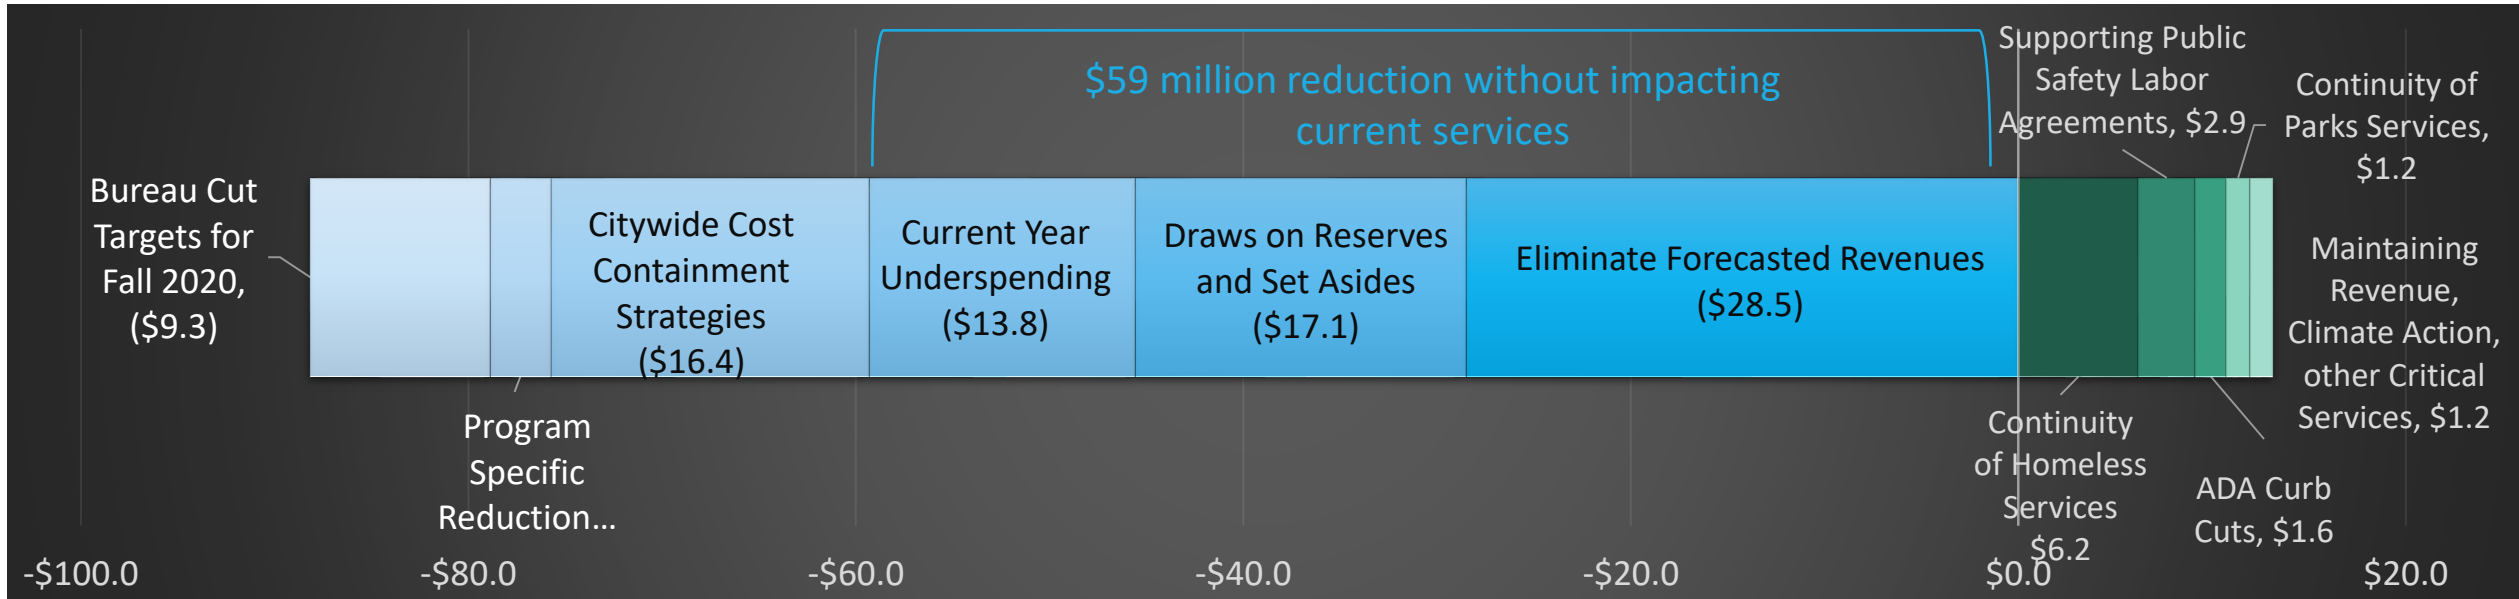 $59 million reduction without impacting
current services
Supporting Public
Safety Labor
Agreements, $2.9
Continuity of
Parks Services,
$1.2
Bureau Cut
Targets for
Fall 2020,
($9.3)
Citywide Cost
Containment
Strategies
($16.4)
Current Year
Underspending
($13.8)
Draws on Reserves
and Set Asides
($17.1)
Eliminate Forecasted Revenues
($28.5)
Maintaining
Revenue,
Climate Action,
other Critical
Services, $1.2
Program
Specific
Reduction...
Continuity
of Homeless
Services
$6.2
ADA Curb
Cuts, $1.6
-$100.0
-$80.0
-$60.0
-$40.0
-$20.0
$0.0
$20.0